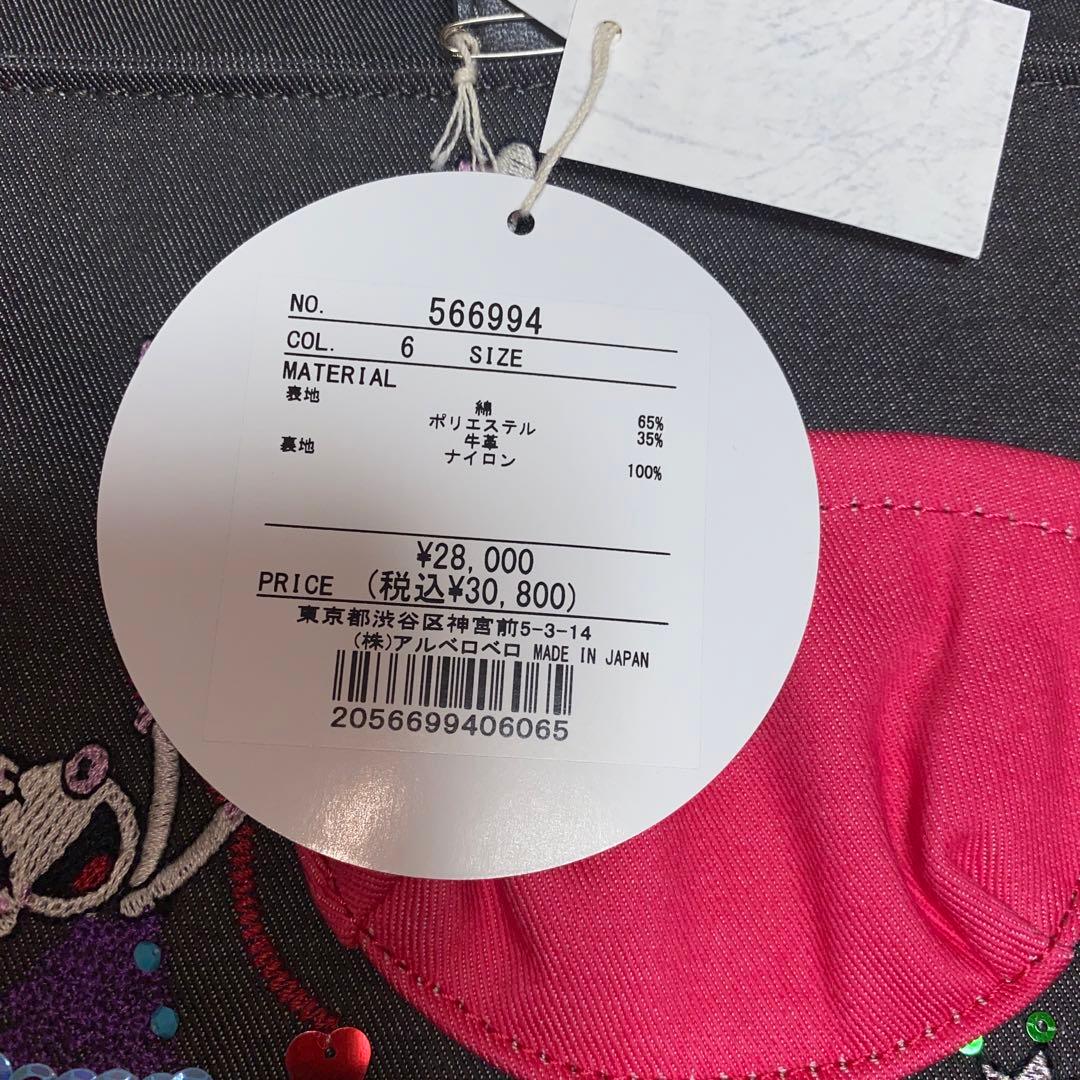 NO. 566994
COL. 6 SIZE
MATERIAL
表地 綿 65%
ポリエステル 35%
牛革
裏地 ナイロン 100%
¥28,000
PRICE (税込¥30,800)
東京都渋谷区神宮前5-3-14
(株)アルベロベロ MADE IN JAPAN
2056699406065